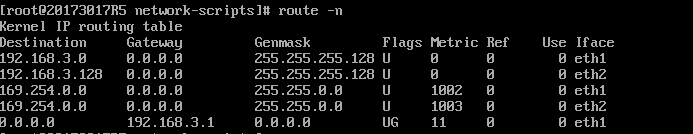 [root@20173017R5 network-scripts]# route -n
Kernel IP routing table
Destination Gateway Genmask Flags Metric Ref Use Iface
192.168.3.0 0.0.0.0 255.255.255.128 U 0 0 0 eth1
192.168.3.128 0.0.0.0 255.255.255.128 U 0 0 0 eth2
169.254.0.0 0.0.0.0 255.255.0.0 U 1002 0 0 eth1
169.254.0.0 0.0.0.0 255.255.0.0 U 1003 0 0 eth2
0.0.0.0 192.168.3.1 0.0.0.0 UG 11 0 0 eth1